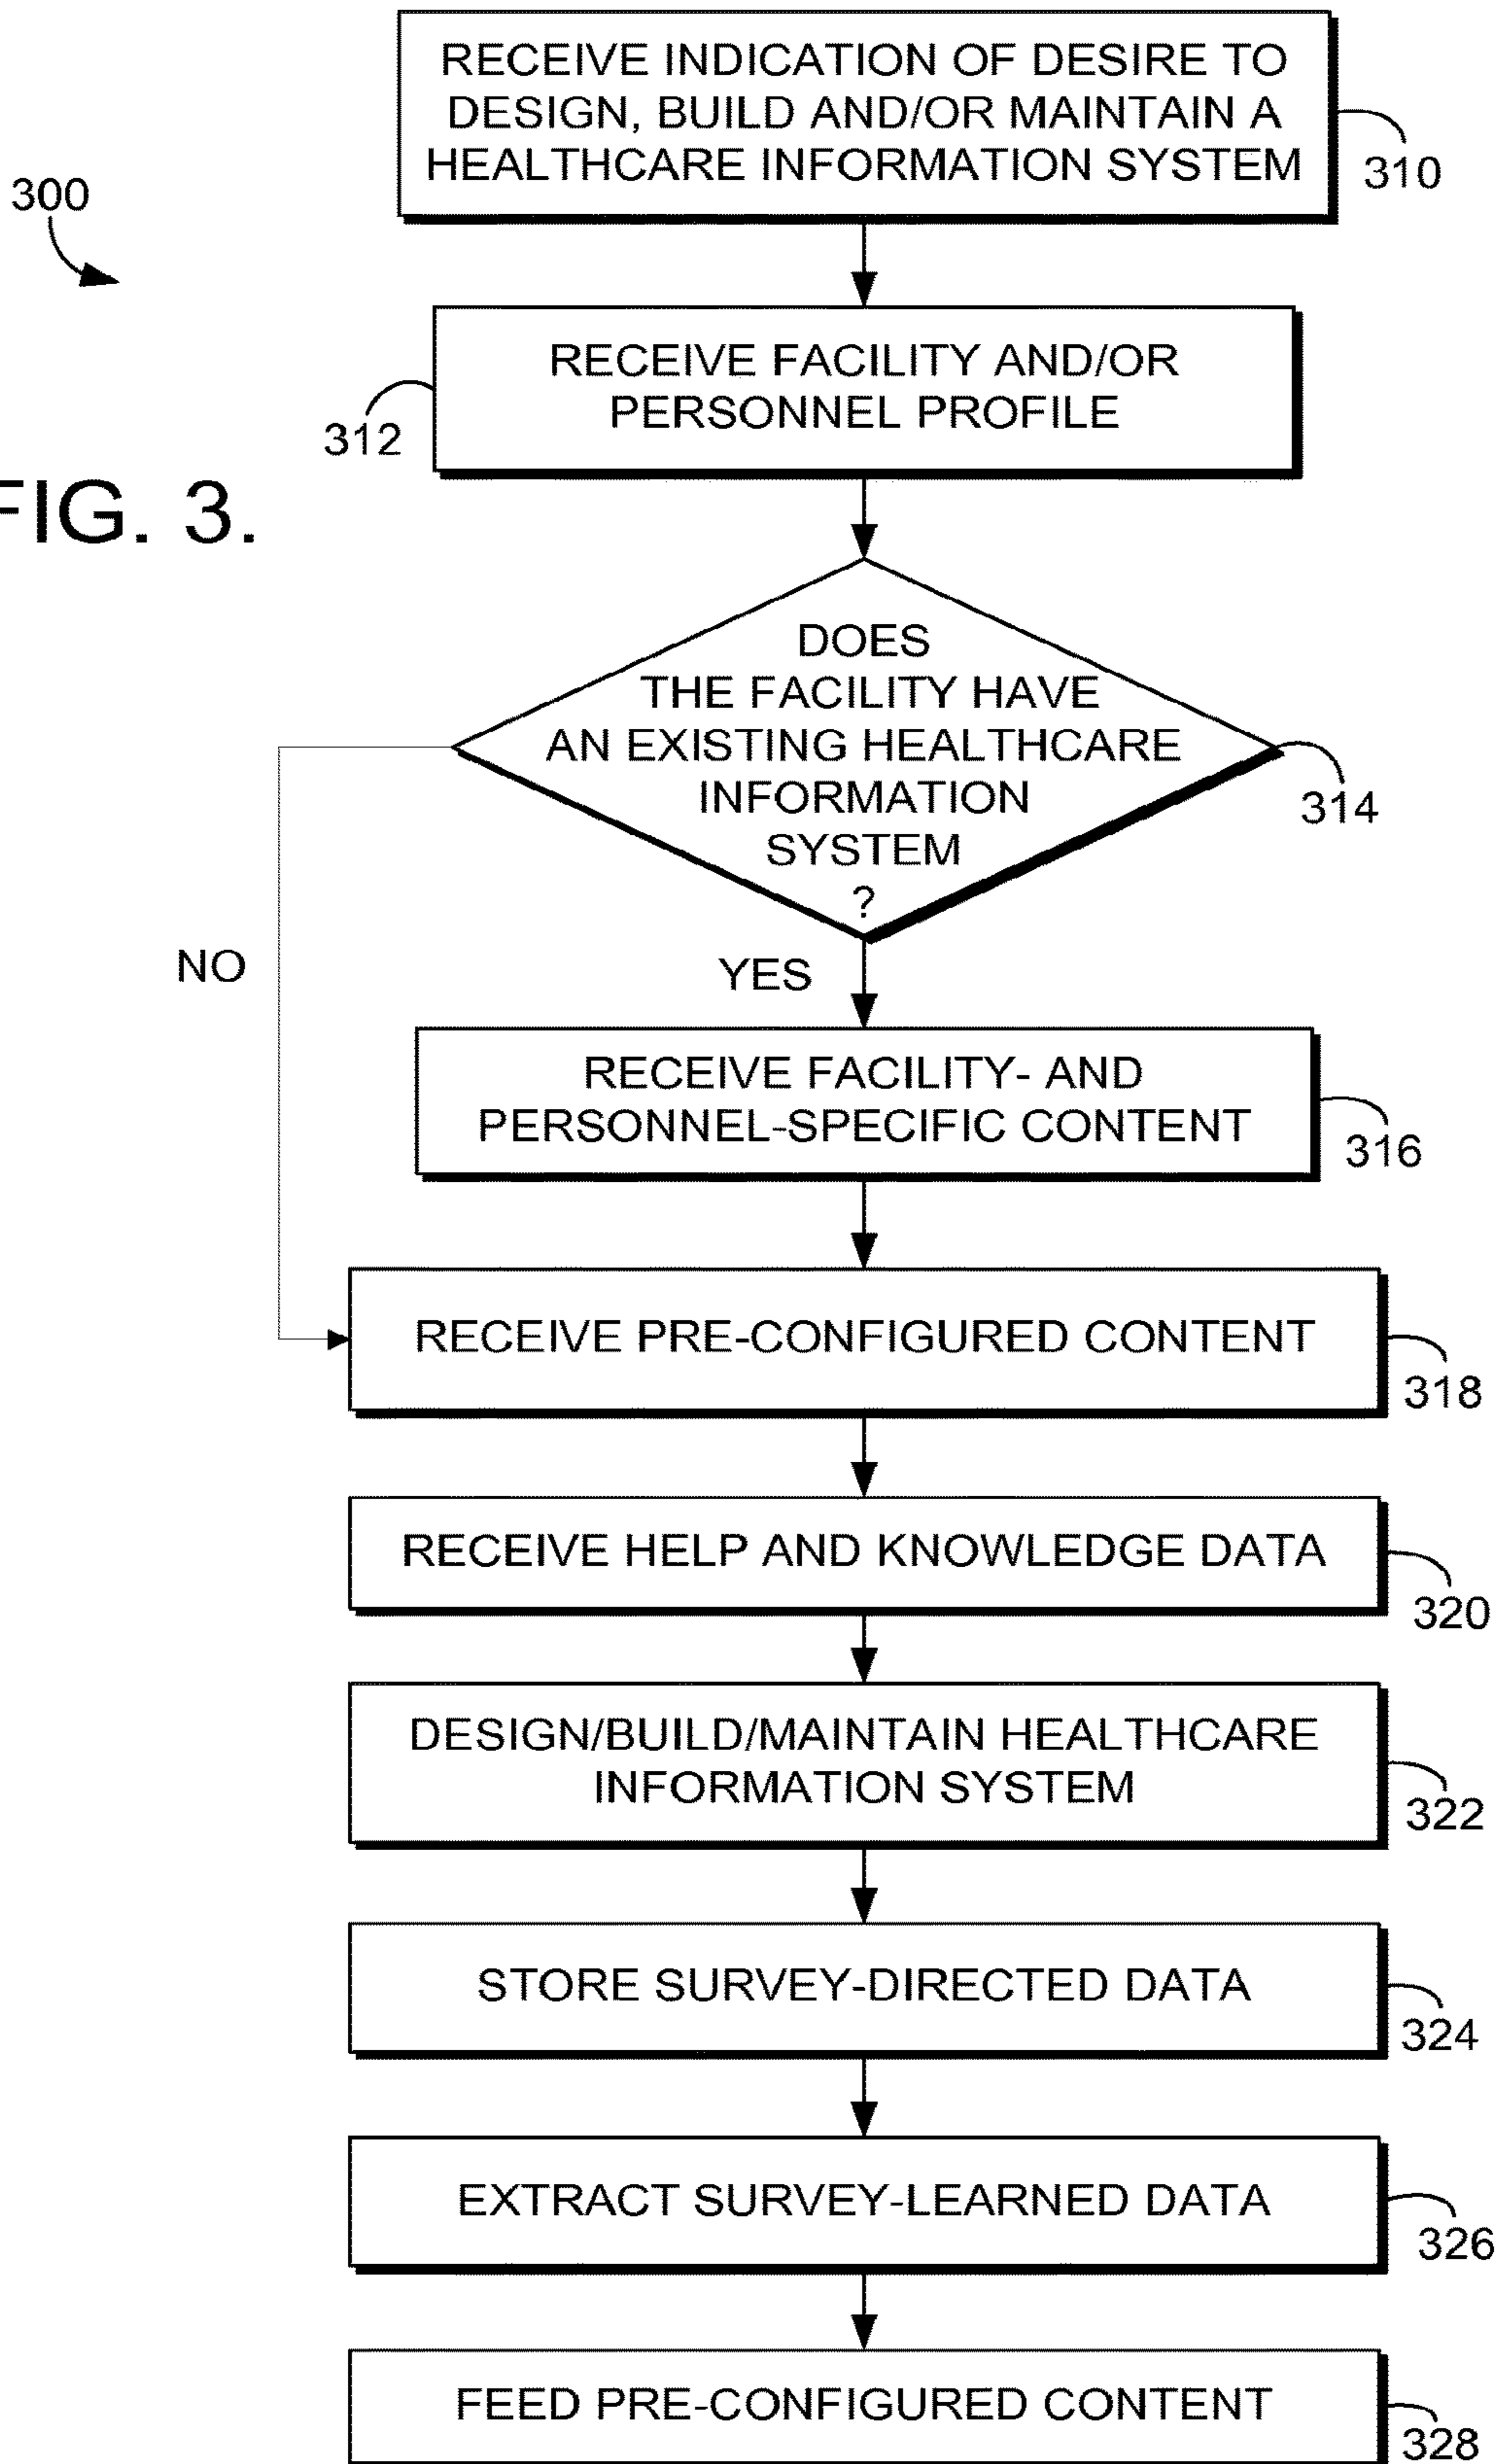 RECEIVE INDICATION OF DESIRE TO
DESIGN, BUILD AND/OR MAINTAIN A
HEALTHCARE INFORMATION SYSTEM
310
300
RECEIVE FACILITY AND/OR
PERSONNEL PROFILE
312
FIG. 3.
DOES
THE FACILITY HAVE
AN EXISTING HEALTHCARE
INFORMATION
SYSTEM
?
314
NO
YES
RECEIVE FACILITY- AND
PERSONNEL-SPECIFIC CONTENT
316
RECEIVE PRE-CONFIGURED CONTENT
318
RECEIVE HELP AND KNOWLEDGE DATA
320
DESIGN/BUILD/MAINTAIN HEALTHCARE
INFORMATION SYSTEM
322
STORE SURVEY-DIRECTED DATA
324
EXTRACT SURVEY-LEARNED DATA
326
FEED PRE-CONFIGURED CONTENT
328